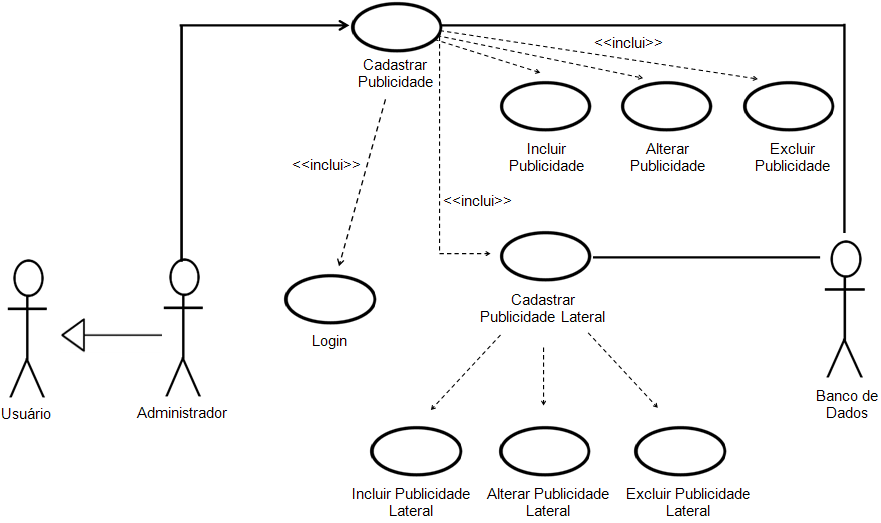 <<inclui>>
Cadastrar
Publicidade
Incluir
Publicidade
Alterar
Publicidade
Excluir
Publicidade
<<inclui>>
<<inclui>>
Cadastrar
Publicidade Lateral
Login
Usuário
Administrador
Banco de
Dados
Incluir Publicidade
Lateral
Alterar Publicidade
Lateral
Excluir Publicidade
Lateral